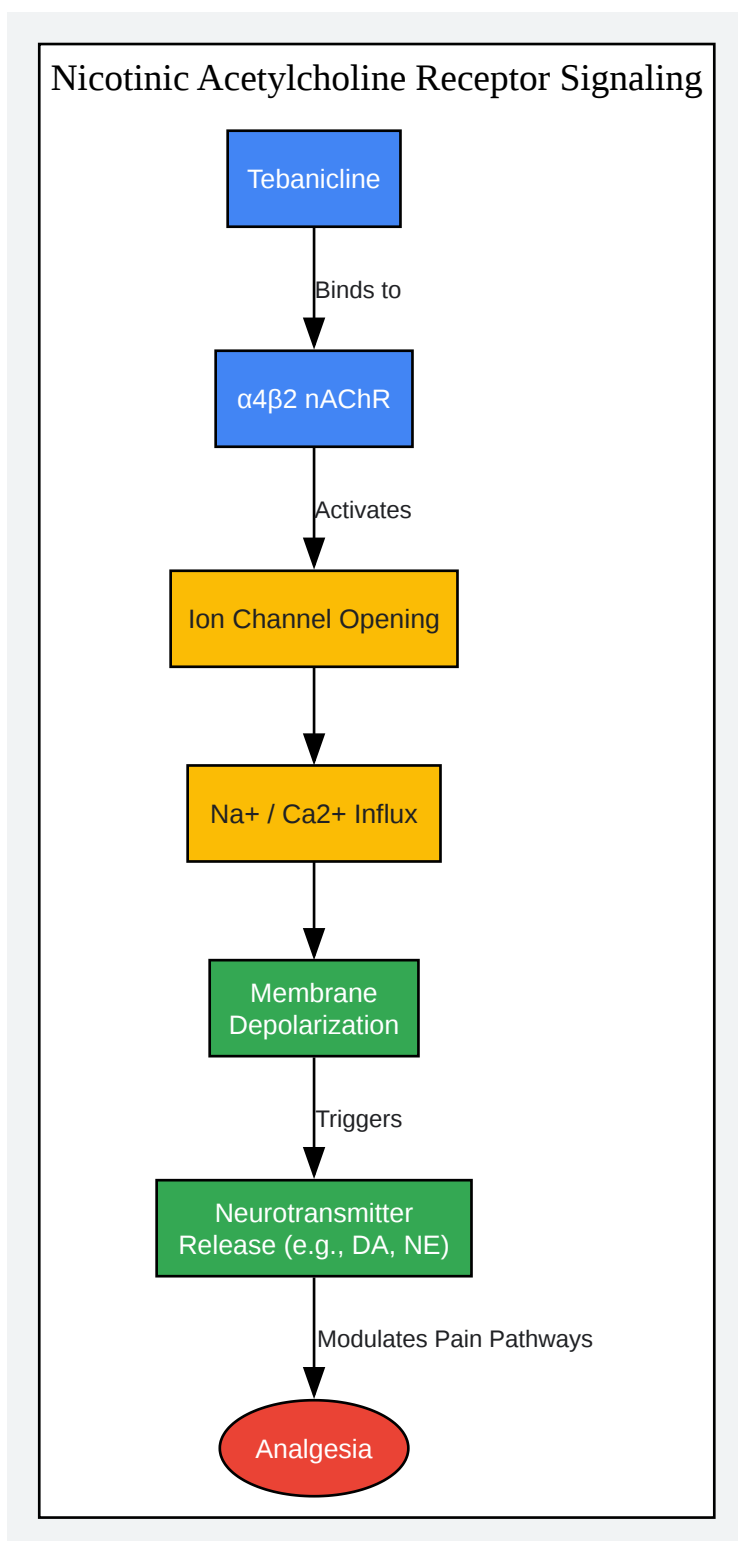 Nicotinic Acetylcholine Receptor Signaling
Tebanicline
Binds to
α4β2 nAChR
Activates
Ion Channel Opening
Na+ / Ca2+ Influx
Membrane
Depolarization
Triggers
Neurotransmitter
Release (e.g., DA, NE)
Modulates Pain Pathways
Analgesia